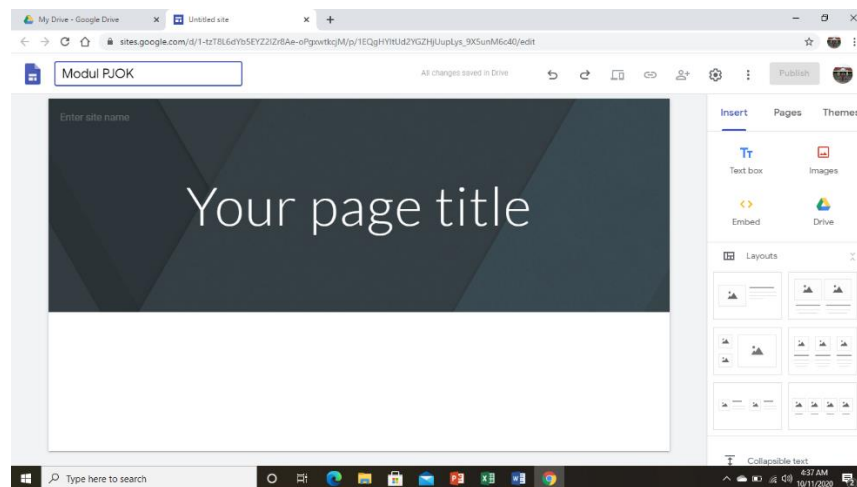 My Drive - Google Drive
Untitled site
sites.google.com/d/1-tzT8L6dYb5EYZ2IZr8Ae-oPgxwtkcjM/p/1EQgHYltUd2YGZHjUupLys_9X5unM6c40/edit
Modul PJOK
All changes saved in Drive
Publish
Enter site name
Your page title
Insert Pages Themes
Text box Images
Embed Drive
Layouts
Collapsible text
Type here to search
4:37 AM
10/11/2020